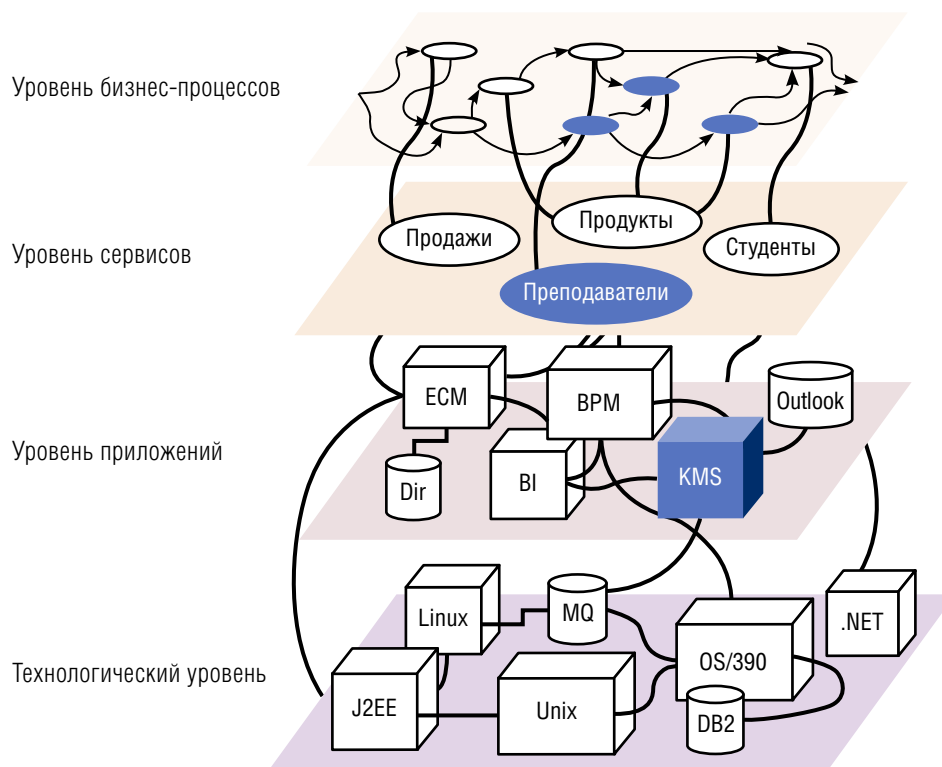 Уровень бизнес-процессов
Продукты
Продажи
Студенты
Уровень сервисов
Преподаватели
ECM
BPM
Outlook
Уровень приложений
Dir
BI
KMS
Linux
MQ
.NET
OS/390
Технологический уровень
J2EE
Unix
DB2